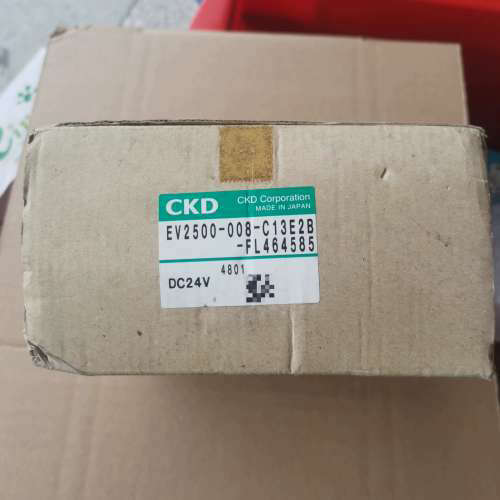 CKD
CKD Corporation
MADE IN JAPAN
EV2500-008-C13E2B
-FL464585
4801
DC24V